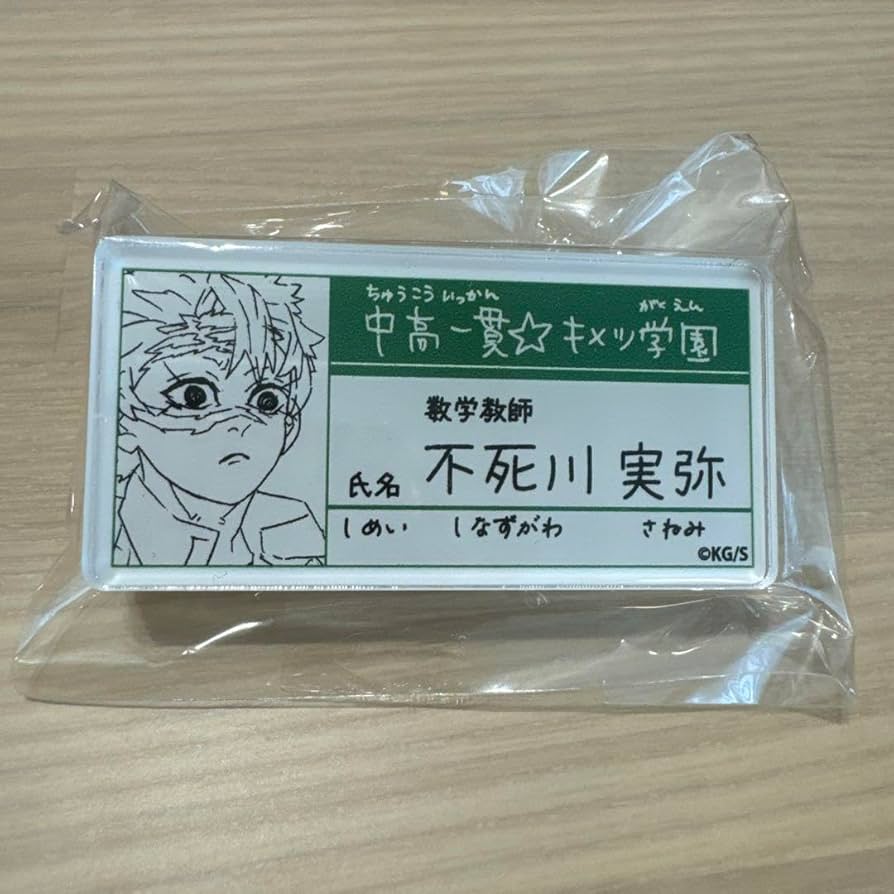 ちゅうこう いっかん がくえん
中高一貫☆キメツ学園
数学教師
氏名 不死川 実弥
しめい しなずがわ さねみ
©KG/S